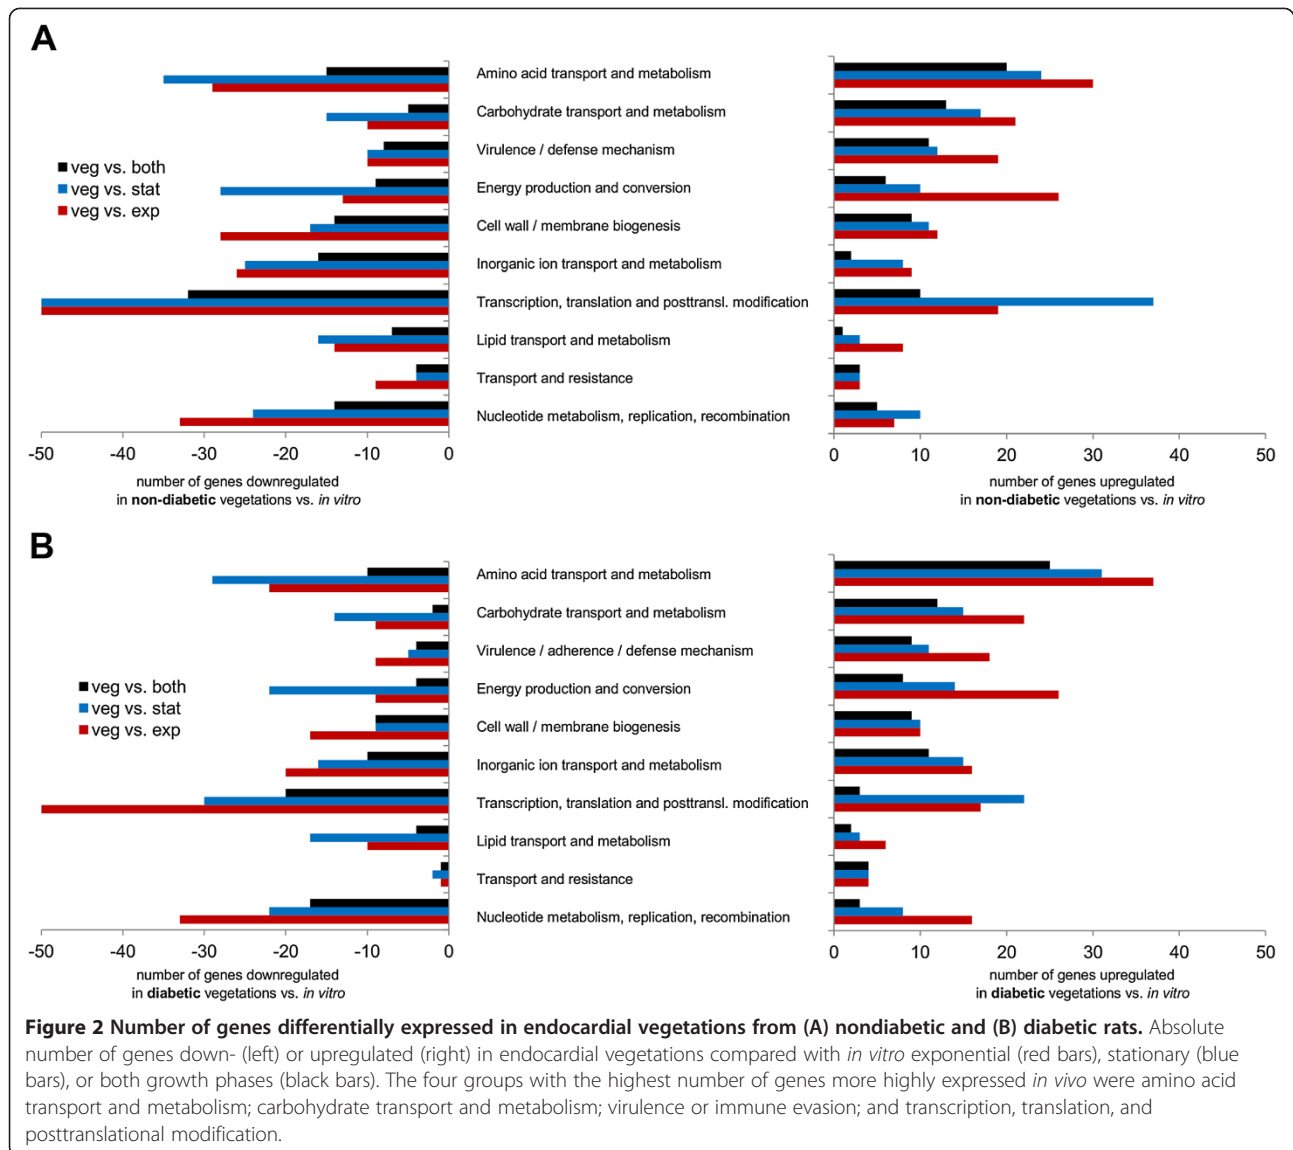 A
Amino acid transport and metabolism
Carbohydrate transport and metabolism
Virulence / defense mechanism
Energy production and conversion
Cell wall / membrane biogenesis
Inorganic ion transport and metabolism
Transcription, translation and posttransl. modification
Lipid transport and metabolism
Transport and resistance
Nucleotide metabolism, replication, recombination
veg vs. both
veg vs. stat
veg vs. exp
-50 -40 -30 -20 -10 0
0 10 20 30 40 50
number of genes downregulated
in non-diabetic vegetations vs. in vitro
number of genes upregulated
in non-diabetic vegetations vs. in vitro
B
Amino acid transport and metabolism
Carbohydrate transport and metabolism
Virulence / adherence / defense mechanism
Energy production and conversion
Cell wall / membrane biogenesis
Inorganic ion transport and metabolism
Transcription, translation and posttransl. modification
Lipid transport and metabolism
Transport and resistance
Nucleotide metabolism, replication, recombination
veg vs. both
veg vs. stat
veg vs. exp
-50 -40 -30 -20 -10 0
0 10 20 30 40 50
number of genes downregulated
in diabetic vegetations vs. in vitro
number of genes upregulated
in diabetic vegetations vs. in vitro
Figure 2 Number of genes differentially expressed in endocardial vegetations from (A) nondiabetic and (B) diabetic rats. Absolute
number of genes down- (left) or upregulated (right) in endocardial vegetations compared with in vitro exponential (red bars), stationary (blue
bars), or both growth phases (black bars). The four groups with the highest number of genes more highly expressed in vivo were amino acid
transport and metabolism; carbohydrate transport and metabolism; virulence or immune evasion; and transcription, translation, and
posttranslational modification.